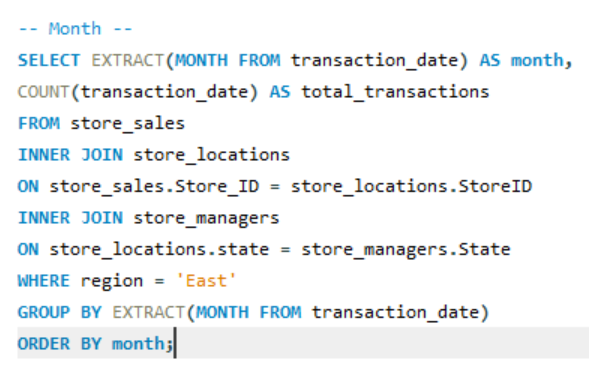 -- Month --
SELECT EXTRACT(MONTH FROM transaction_date) AS month,
COUNT(transaction_date) AS total_transactions
FROM store_sales
INNER JOIN store_locations
ON store_sales.Store_ID = store_locations.StoreID
INNER JOIN store_managers
ON store_locations.state = store_managers.State
WHERE region = 'East'
GROUP BY EXTRACT(MONTH FROM transaction_date)
ORDER BY month;